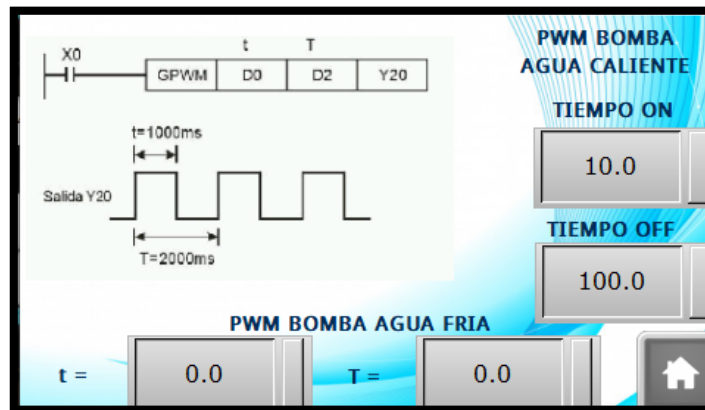 X0
t T
GPWM D0 D2 Y20
t=1000ms
Salida Y20
T=2000ms
PWM BOMBA
AGUA CALIENTE
TIEMPO ON
10.0
TIEMPO OFF
100.0
PWM BOMBA AGUA FRIA
t = 0.0 T = 0.0